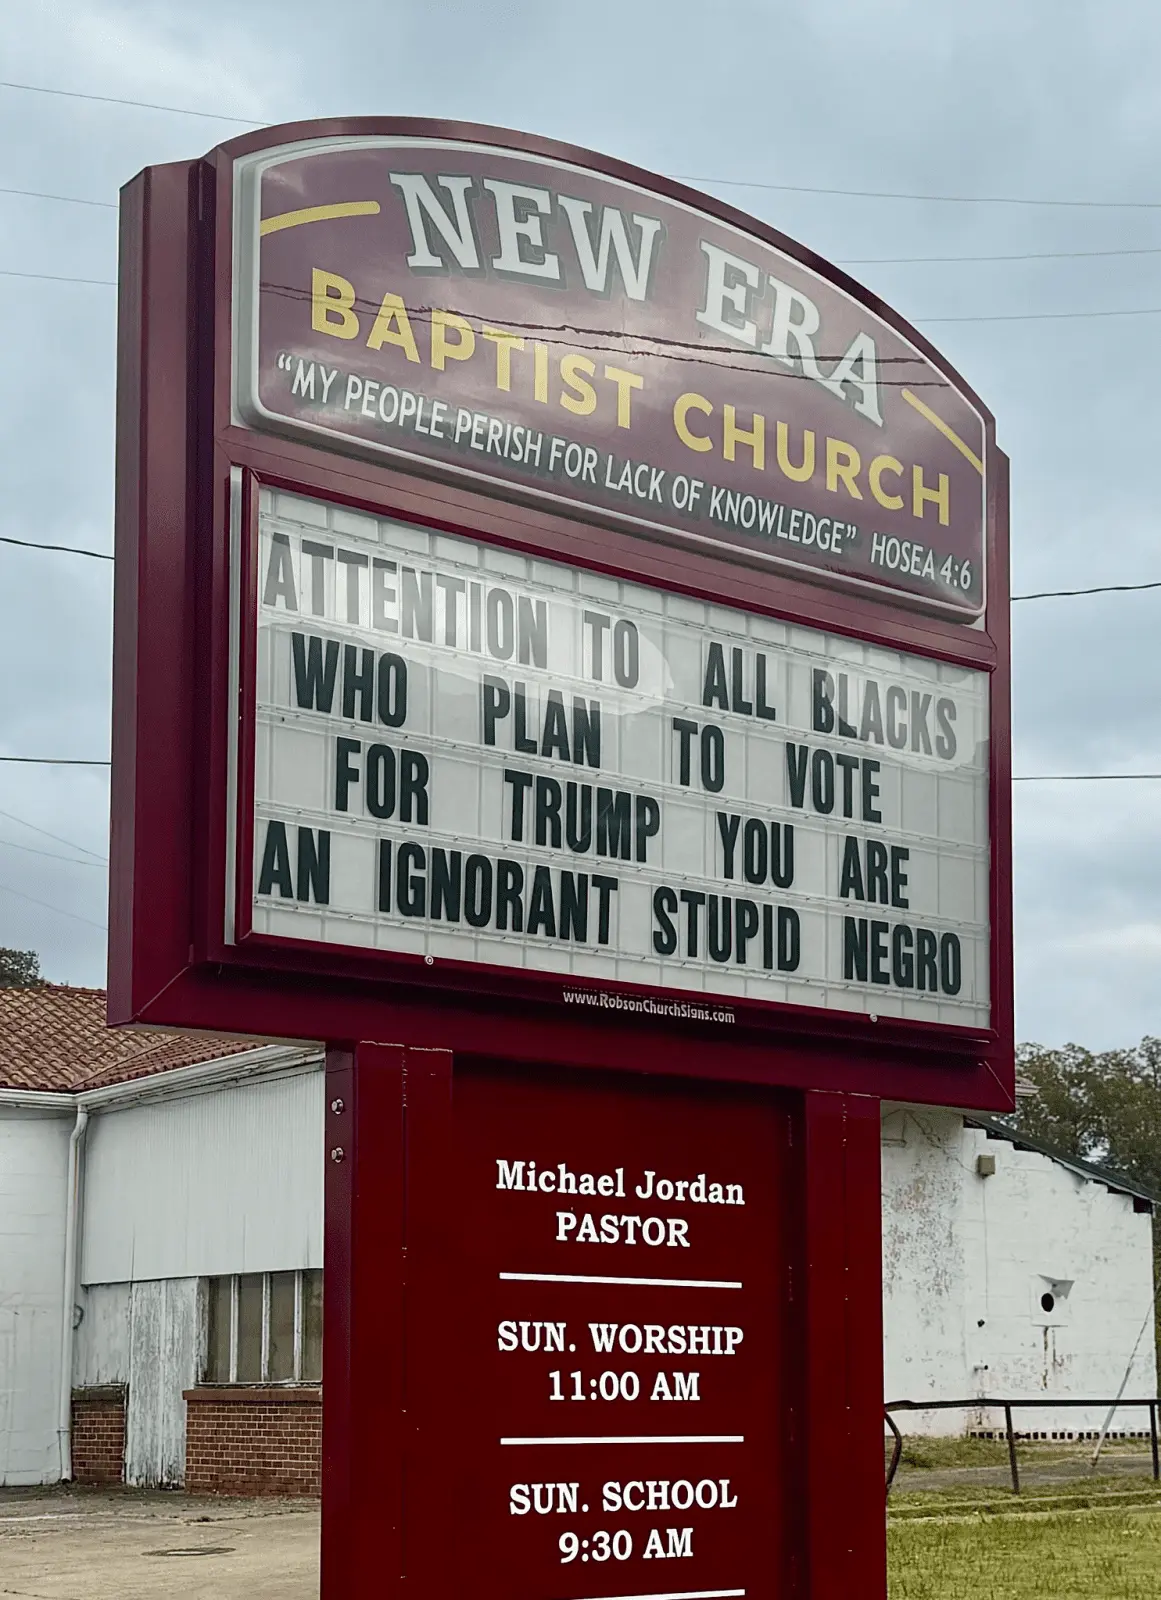 NEW ERA
BAPTIST CHURCH
“MY PEOPLE PERISH FOR LACK OF KNOWLEDGE” HOSEA 4:6
ATTENTION TO ALL BLACKS
WHO PLAN TO VOTE
FOR TRUMP YOU ARE
AN IGNORANT STUPID NEGRO
www.RobsonChurchSigns.com
Michael Jordan
PASTOR
SUN. WORSHIP
11:00 AM
SUN. SCHOOL
9:30 AM